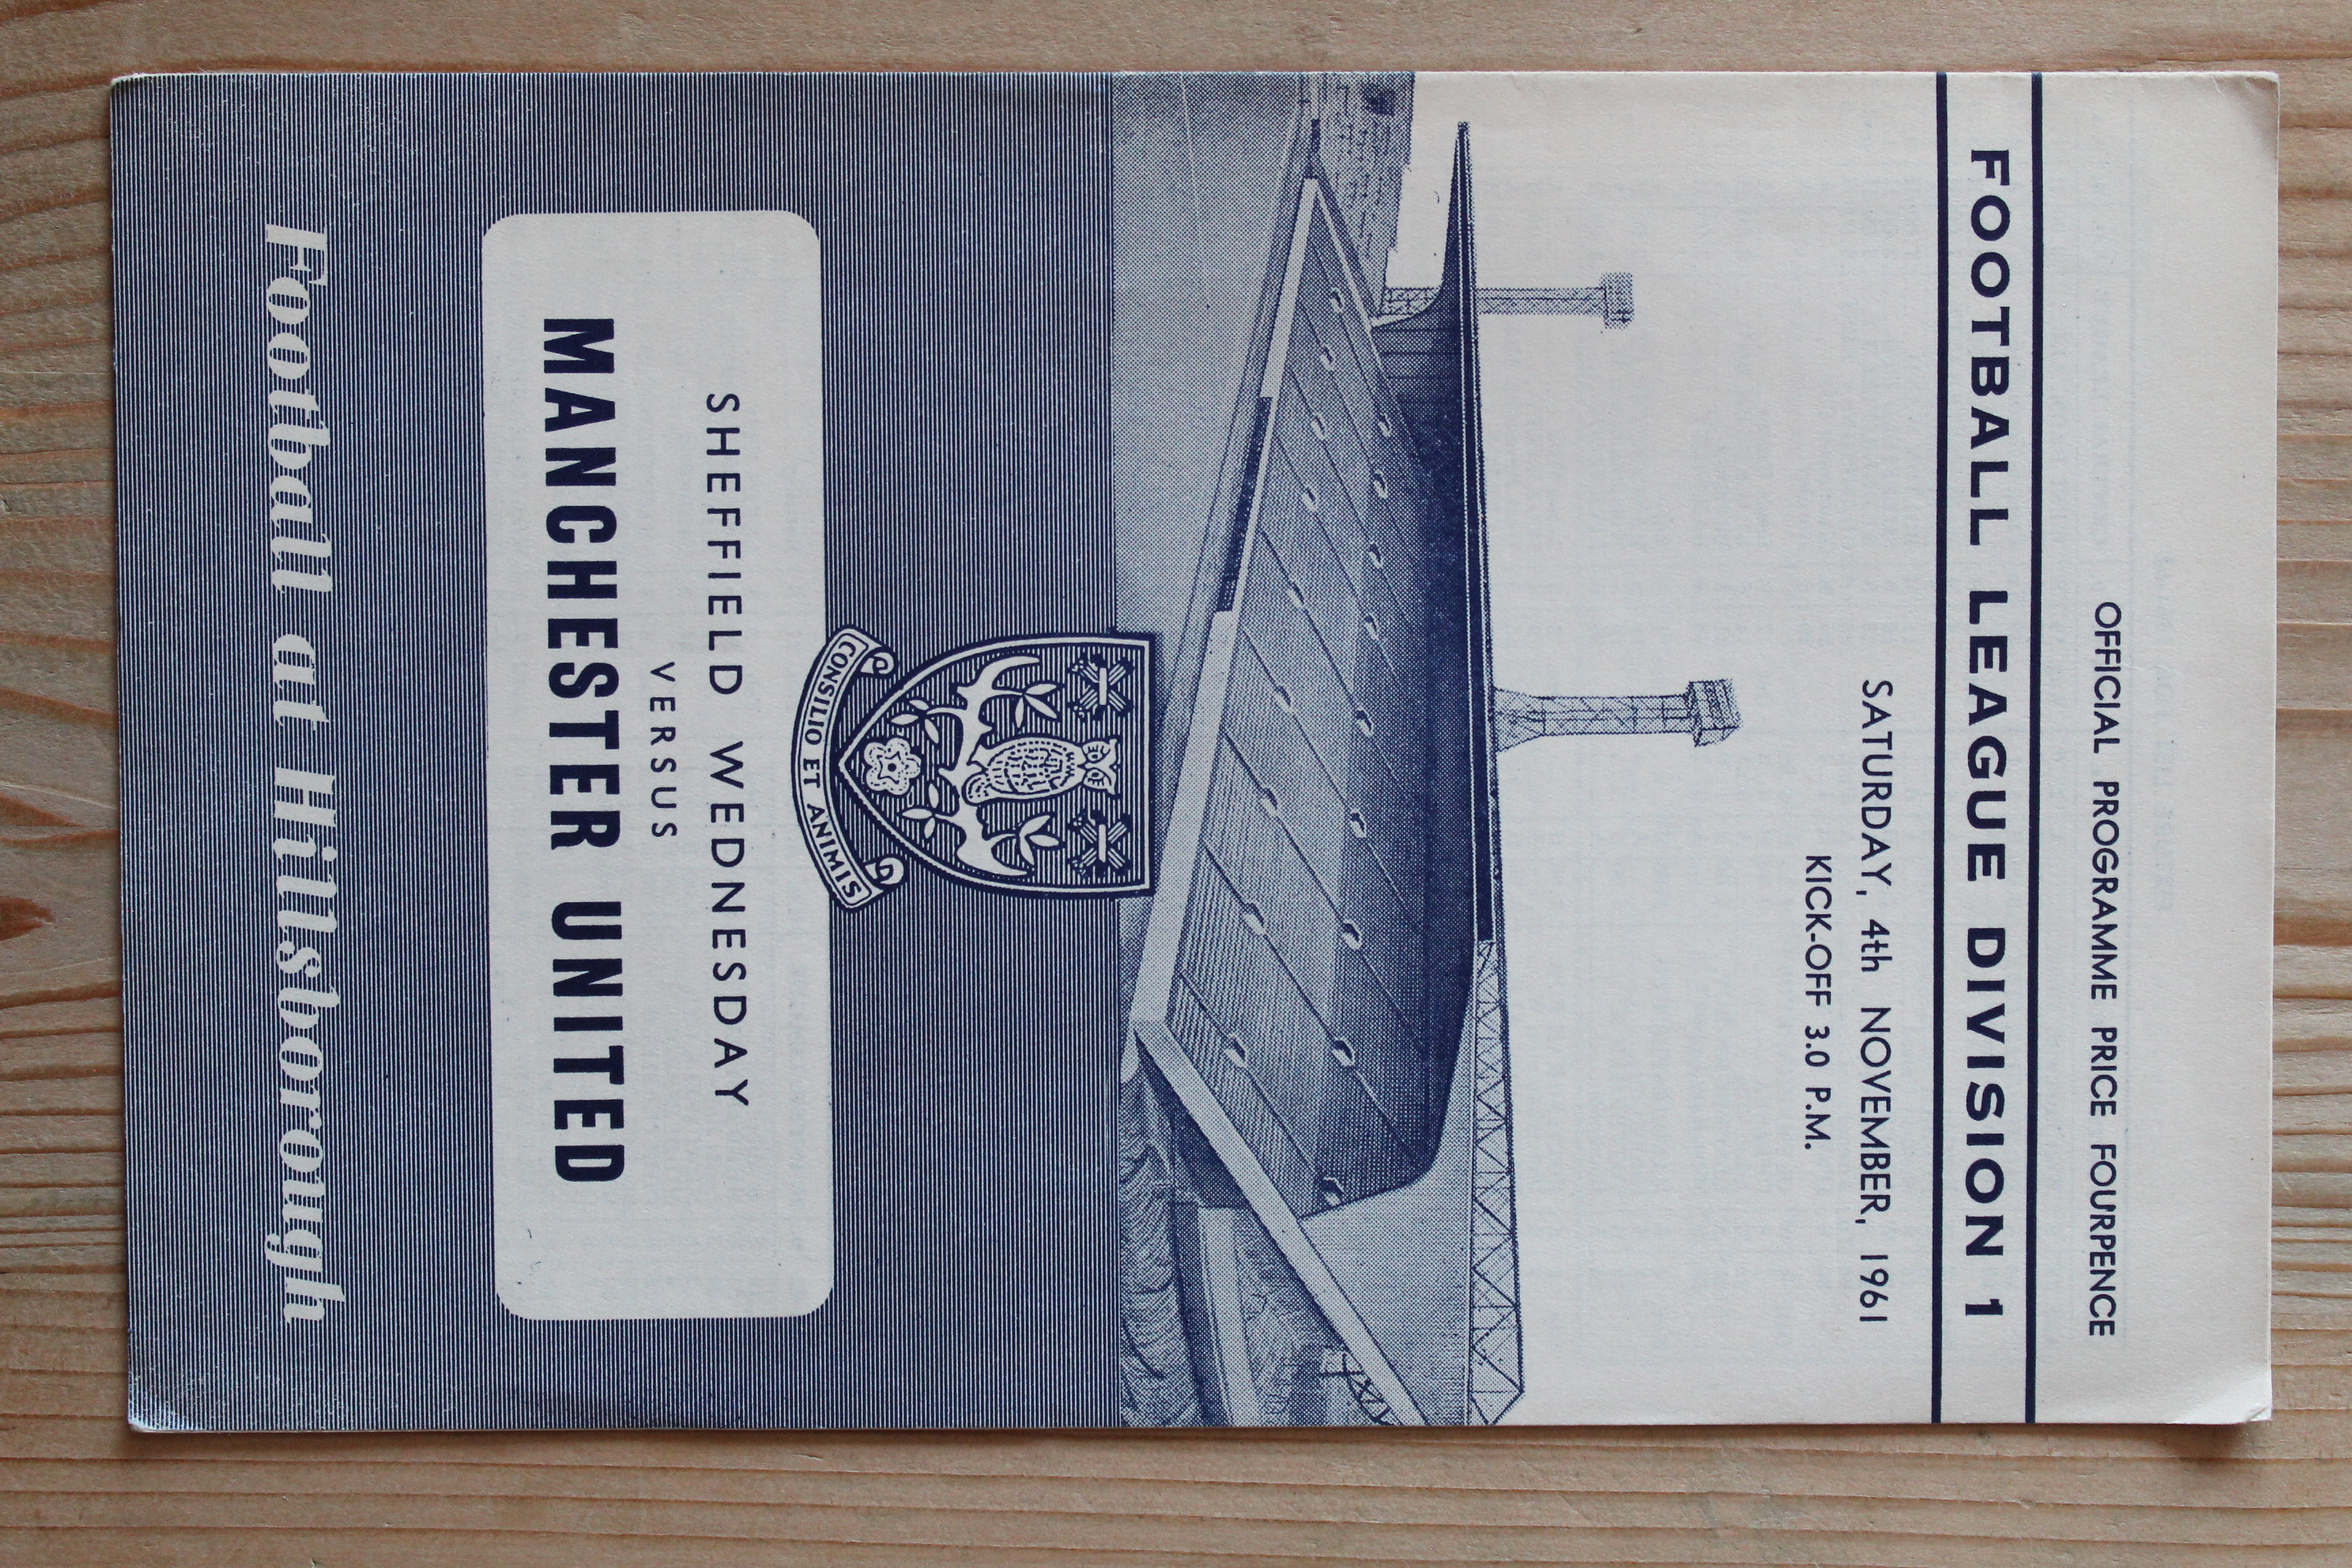 OFFICIAL PROGRAMME PRICE FOURPENCE
FOOTBALL LEAGUE DIVISION 1
SATURDAY, 4th NOVEMBER, 1961
KICK-OFF 3.0 P.M.
CONSILIO ET ANIMIS
SHEFFIELD WEDNESDAY
VERSUS
MANCHESTER UNITED
Football at Hillsborough